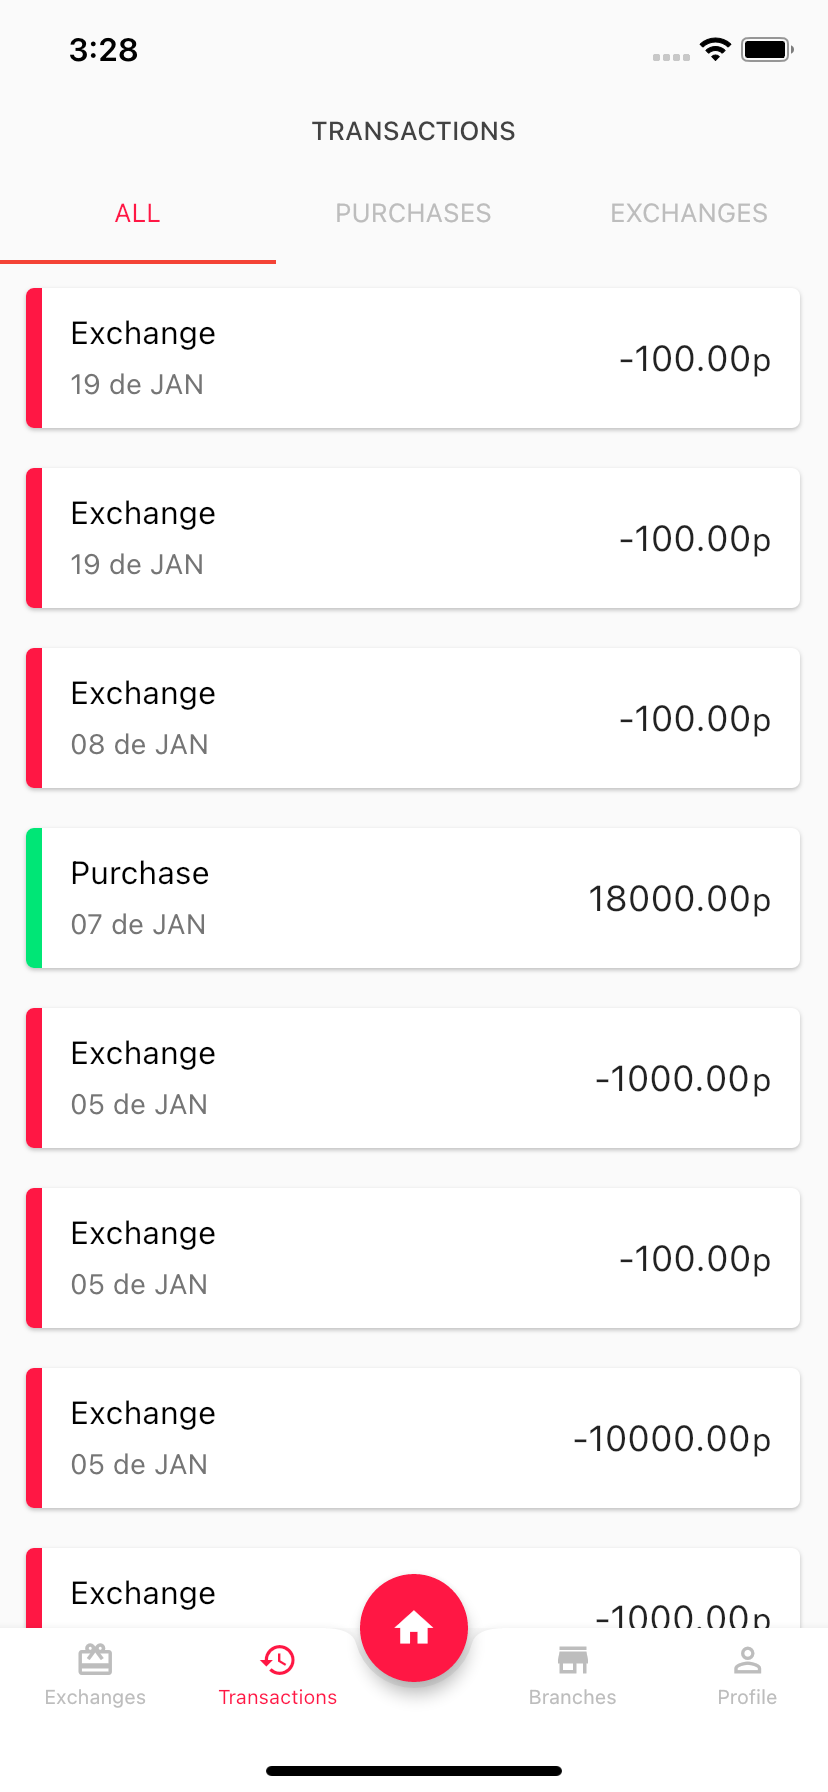 3:28
TRANSACTIONS
ALL PURCHASES EXCHANGES
Exchange
-100.00p
19 de JAN
Exchange
-100.00p
19 de JAN
Exchange
-100.00p
08 de JAN
Purchase
18000.00p
07 de JAN
Exchange
-1000.00p
05 de JAN
Exchange
-100.00p
05 de JAN
Exchange
-10000.00p
05 de JAN
Exchange
-1000.00p
Exchanges Transactions Branches Profile